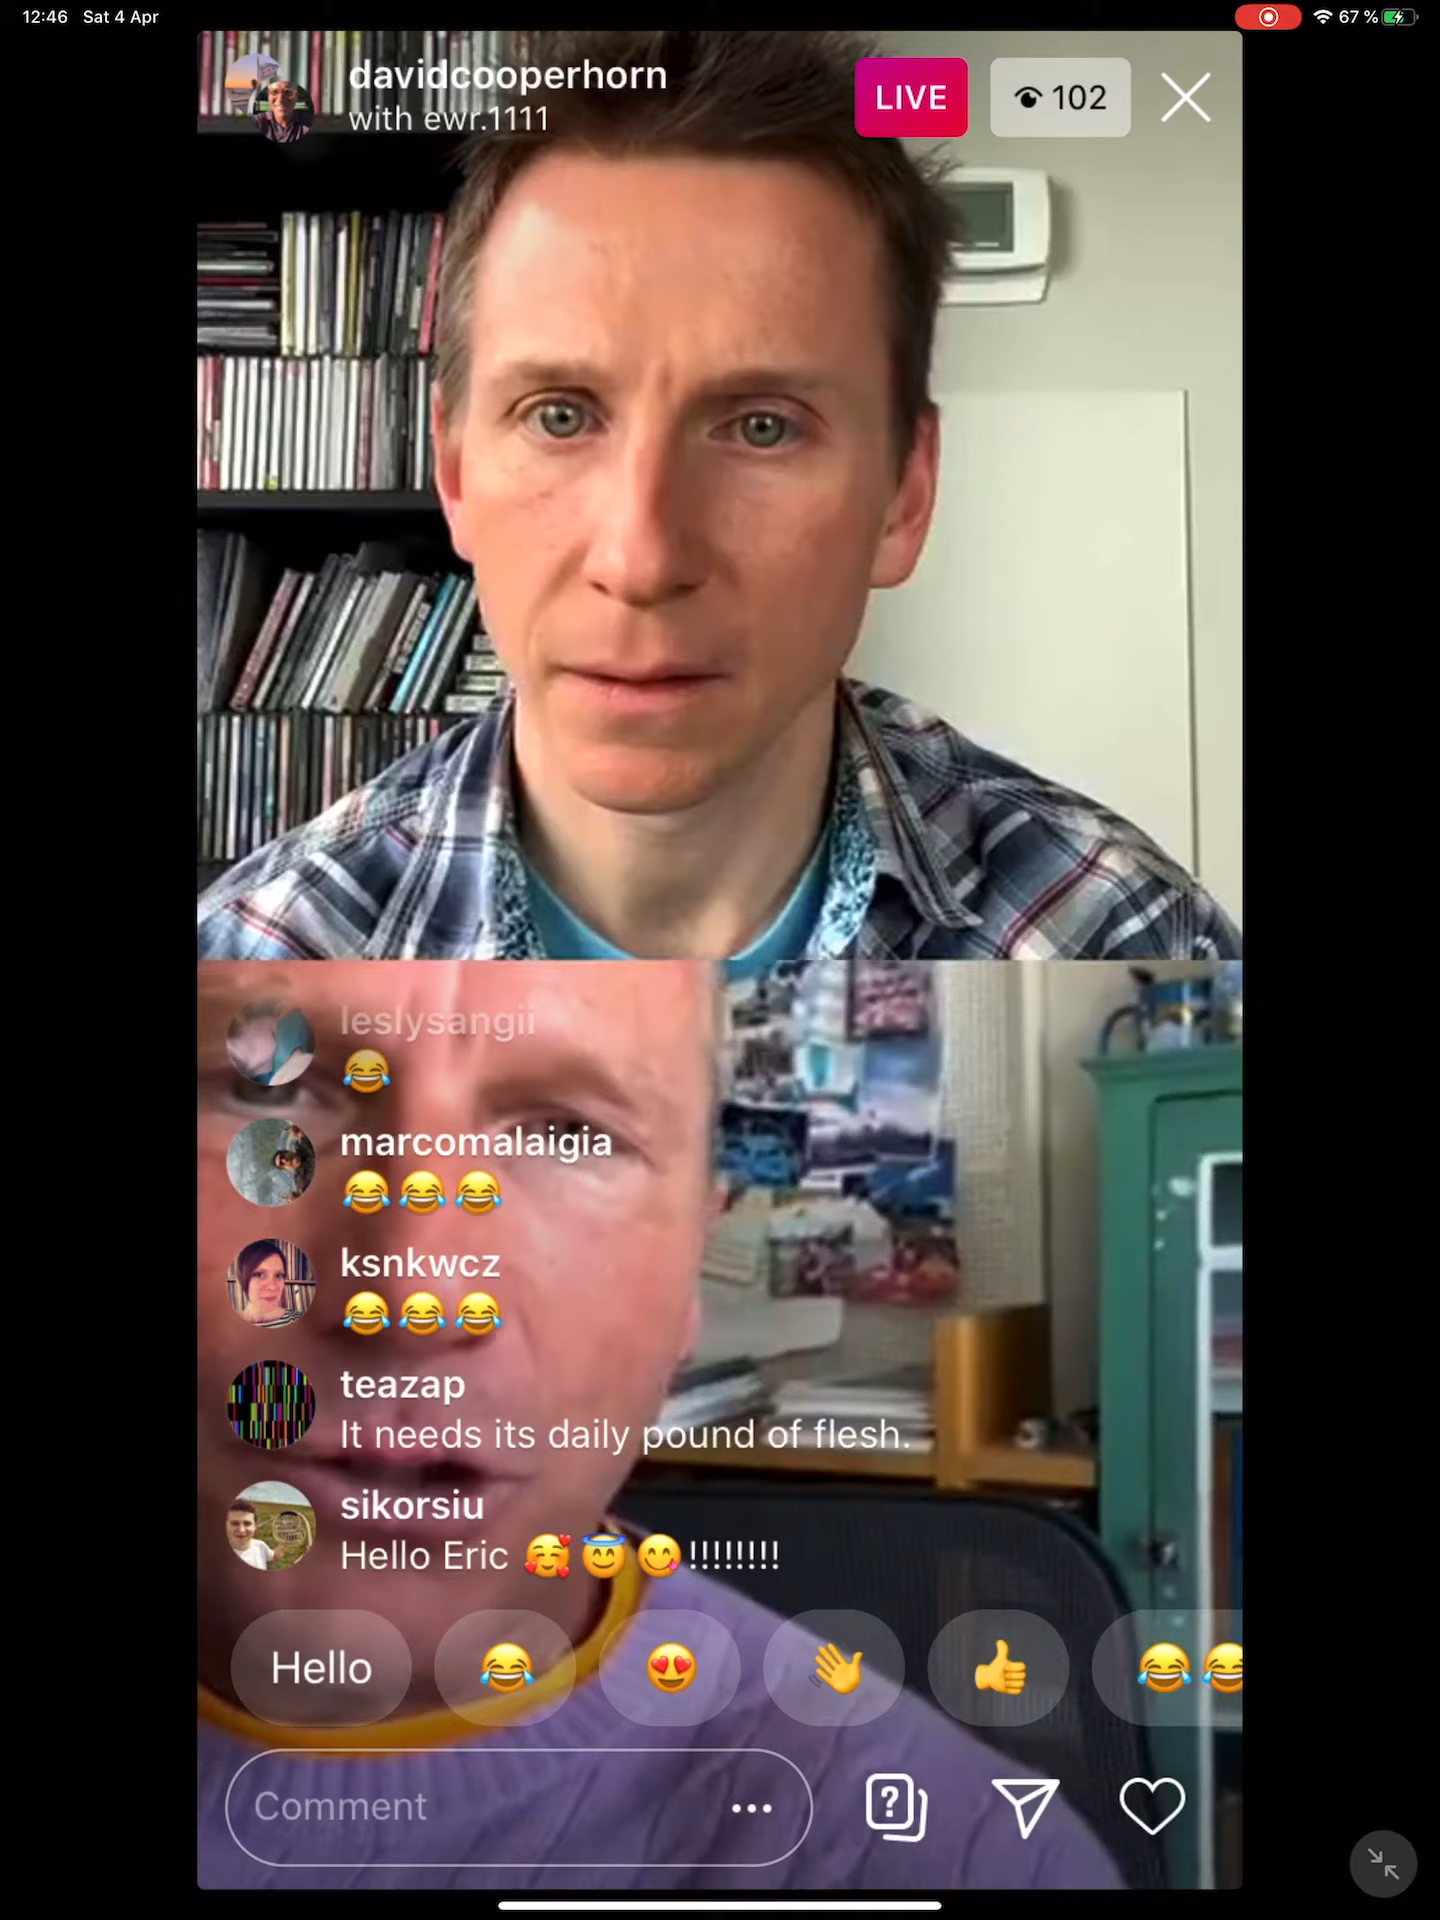 12:46 Sat 4 Apr
67 %
davidcooperhorn
with ewr.1111
LIVE
102
leslysangii
😂
marcomalaigia
😂😂😂
ksnkwcz
😂😂😂
teazap
It needs its daily pound of flesh.
sikorsiu
Hello Eric 🥰😇😋!!!!!!!!
Hello 😂 😍 👋 👍 😂😂
Comment